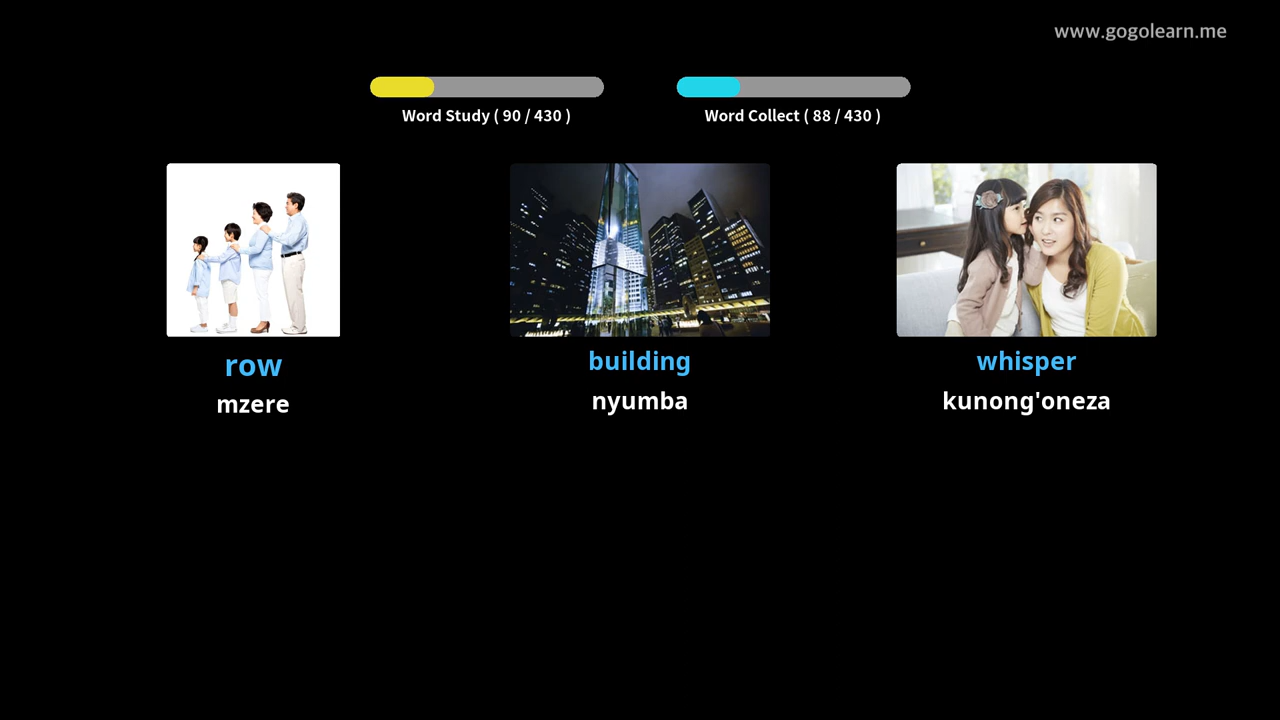 www.gogolearn.me
Word Study ( 90 / 430 )
Word Collect ( 88 / 430 )
row
mzere
building
nyumba
whisper
kunong'oneza